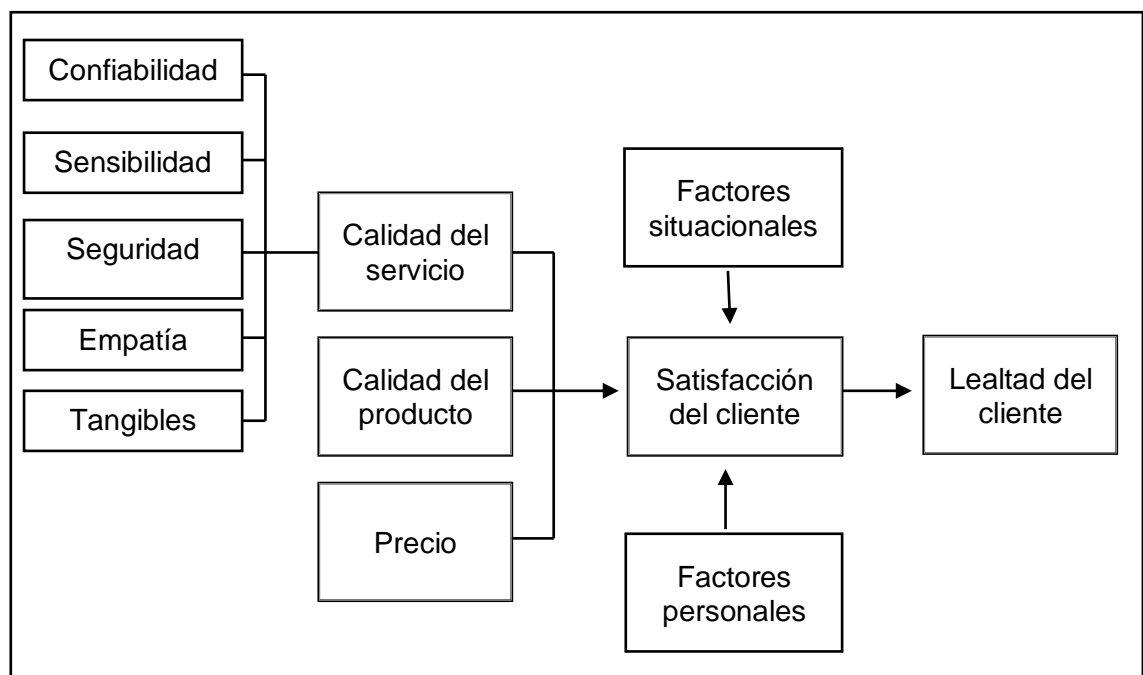 Confiabilidad
Sensibilidad
Seguridad
Empatía
Tangibles
Calidad del
servicio
Calidad del
producto
Precio
Factores
situacionales
Satisfacción
del cliente
Factores
personales
Lealtad del
cliente